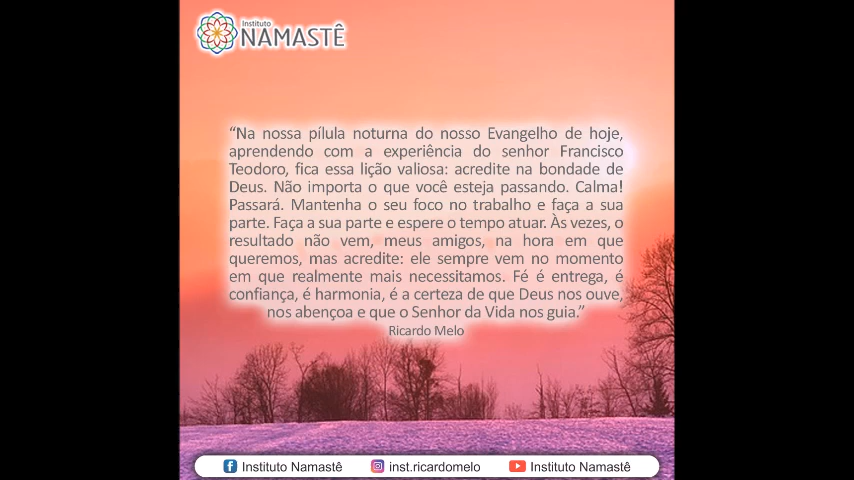 Instituto
NAMASTÊ
“Na nossa pílula noturna do nosso Evangelho de hoje,
aprendendo com a experiência do senhor Francisco
Teodoro, fica essa lição valiosa: acredite na bondade de
Deus. Não importa o que você esteja passando. Calma!
Passará. Mantenha o seu foco no trabalho e faça a sua
parte. Faça a sua parte e espere o tempo atuar. Às vezes, o
resultado não vem, meus amigos, na hora em que
queremos, mas acredite: ele sempre vem no momento
em que realmente mais necessitamos. Fé é entrega, é
confiança, é harmonia, é a certeza de que Deus nos ouve,
nos abençoa e que o Senhor da Vida nos guia.”
Ricardo Melo
Instituto Namastê inst.ricardomelo Instituto Namastê